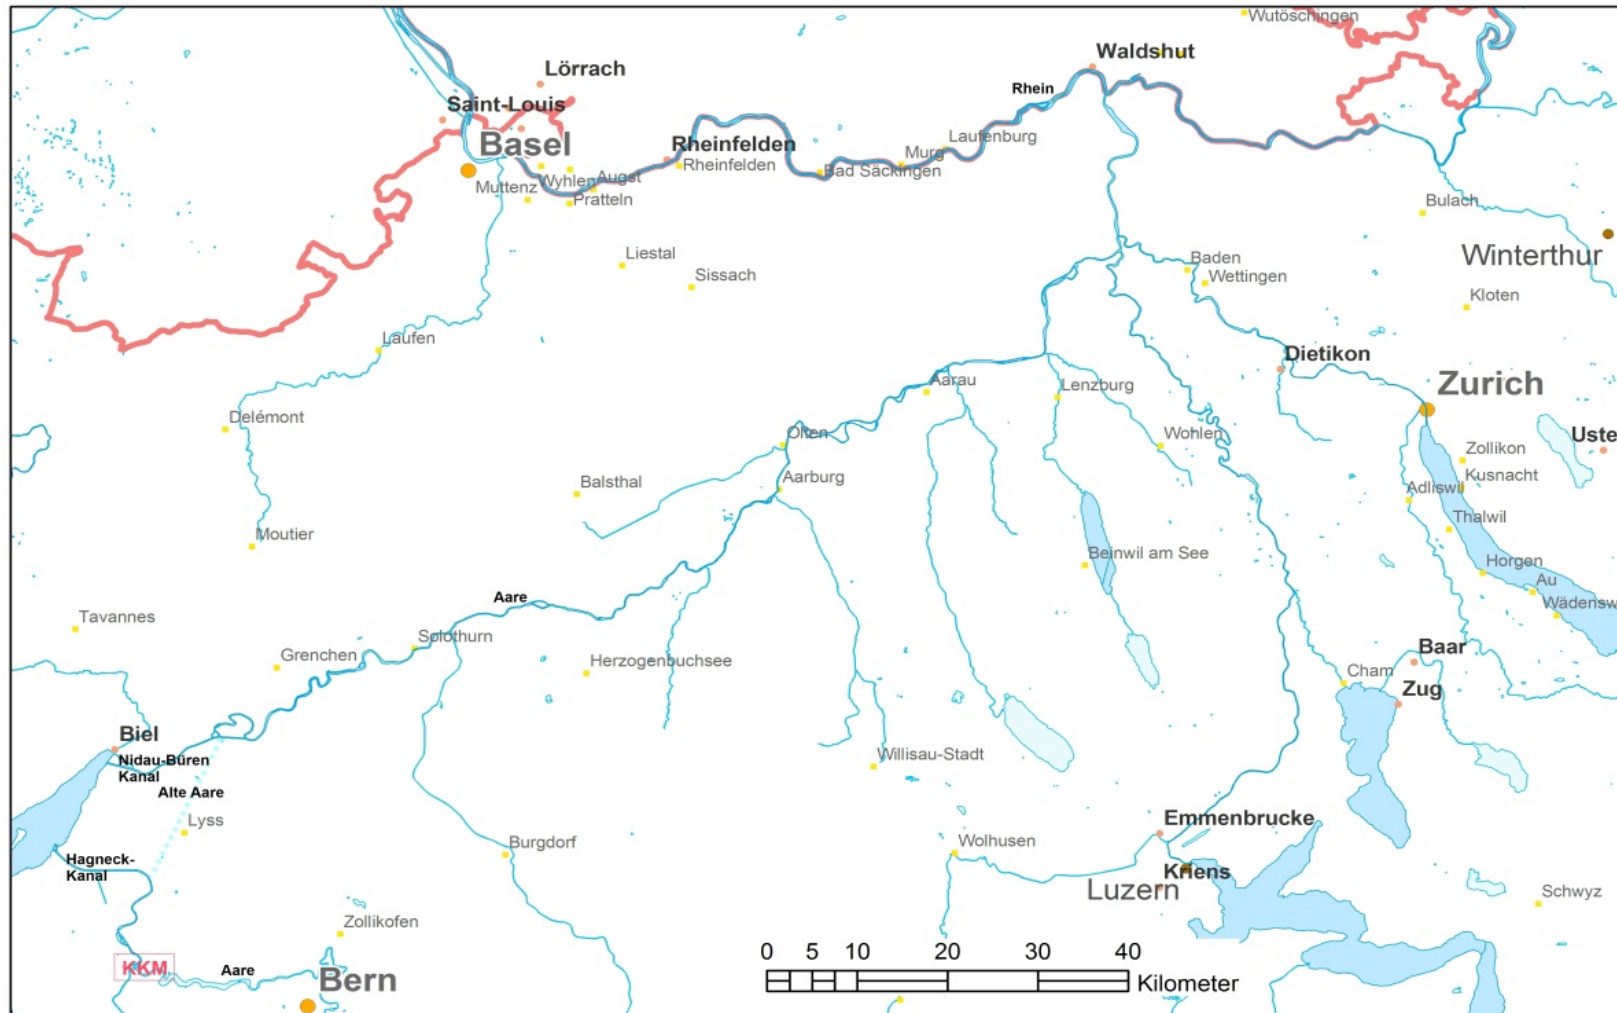 Wutöschingen
Waldshut
Lörrach
Rhein
Saint-Louis
Basel
Rheinfelden
Laufenburg
Murg
Rheinfelden
Bad Säckingen
Wyhlen
Augst
Muttenz
Pratteln
Bulach
Winterthur
Liestal
Sissach
Baden
Wettingen
Kloten
Laufen
Dietikon
Zurich
Aarau
Lenzburg
Delémont
Olten
Wohlen
Uste
Zollikon
Kusnacht
Adliswil
Balsthal
Aarburg
Thalwil
Moutier
Beinwil am See
Horgen
Au
Wädensw
Aare
Tavannes
Solothurn
Grenchen
Herzogenbuchsee
Baar
Cham
Zug
Biel
Nidau-Büren
Kanal
Alte Aare
Willisau-Stadt
Lyss
Emmenbrucke
Burgdorf
Wolhusen
Hagneck-
Kanal
Kriens
Luzern
Schwyz
Zollikofen
KKM
Aare
Bern
0 5 10 20 30 40
Kilometer